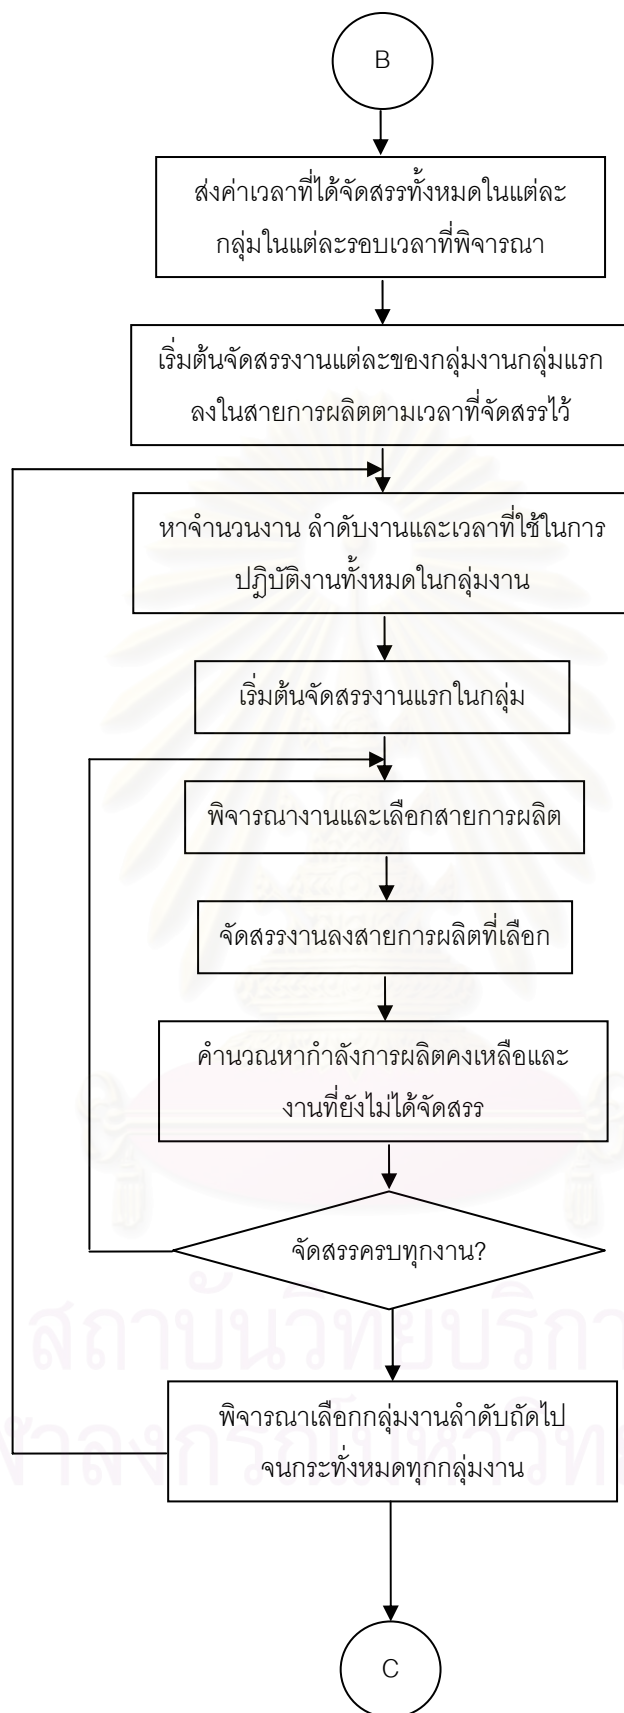 B
ส่งค่าเวลาที่ได้จัดสรรทั้งหมดในแต่ละ
กลุ่มในแต่ละรอบเวลาที่พิจารณา
เริ่มต้นจัดสรรงานแต่ละของกลุ่มงานกลุ่มแรก
ลงในสายการผลิตตามเวลาที่จัดสรรไว้
หาจำนวนงาน ลำดับงานและเวลาที่ใช้ในการ
ปฎิบัติงานทั้งหมดในกลุ่มงาน
เริ่มต้นจัดสรรงานแรกในกลุ่ม
พิจารณางานและเลือกสายการผลิต
จัดสรรงานลงสายการผลิตที่เลือก
คำนวณหากำลังการผลิตคงเหลือและ
งานที่ยังไม่ได้จัดสรร
จัดสรรครบทุกงาน?
สถาบันวิทยบริกา
พิจารณาเลือกกลุ่มงานลำดับถัดไป
จนกระทั่งหมดทุกกลุ่มงาน
C